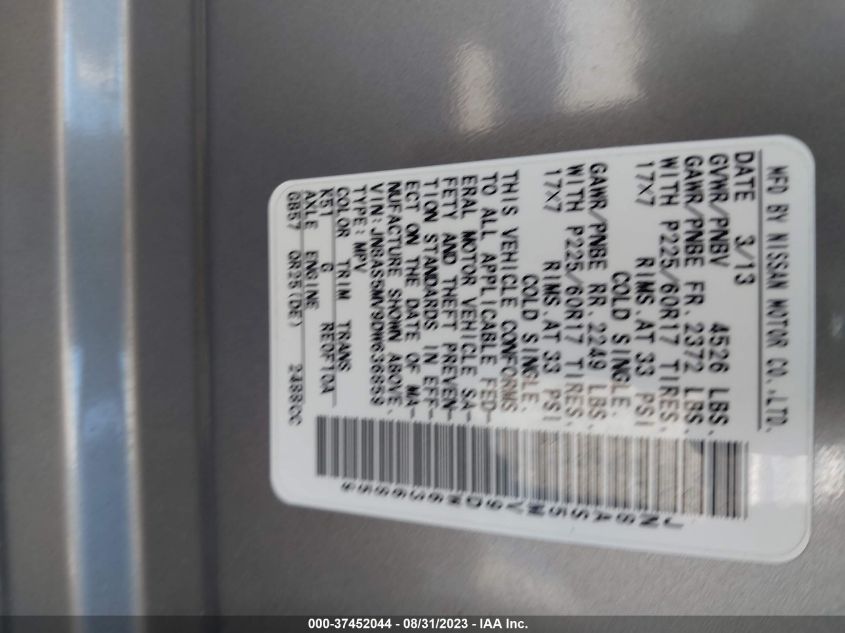 MFD BY NISSAN MOTOR CO.,LTD.
DATE 3/13
GVWR/PNBV 4526 LBS.
GAWR/PNBE FR. 2372 LBS.
WITH P225/60R17 TIRES.
17X7 RIMS.AT 33 PSI
COLD SINGLE.
GAWR/PNBE RR. 2249 LBS.
WITH P225/60R17 TIRES.
17X7 RIMS.AT 33 PSI
COLD SINGLE.
THIS VEHICLE CONFORMS
TO ALL APPLICABLE FED-
ERAL MOTOR VEHICLE SA-
FETY AND THEFT PREVEN-
TION STANDARDS IN EFF-
ECT ON THE DATE OF MA-
NUFACTURE SHOWN ABOVE.
VIN:JN8AS5MV9DW636859
TYPE:MPV
COLOR TRIM TRANS
K51 G RE0F10A
AXLE ENGINE
GB57 QR25(DE) 2488CC
JN8AS5MV9DW636859
000-37452044 - 08/31/2023 - IAA Inc.